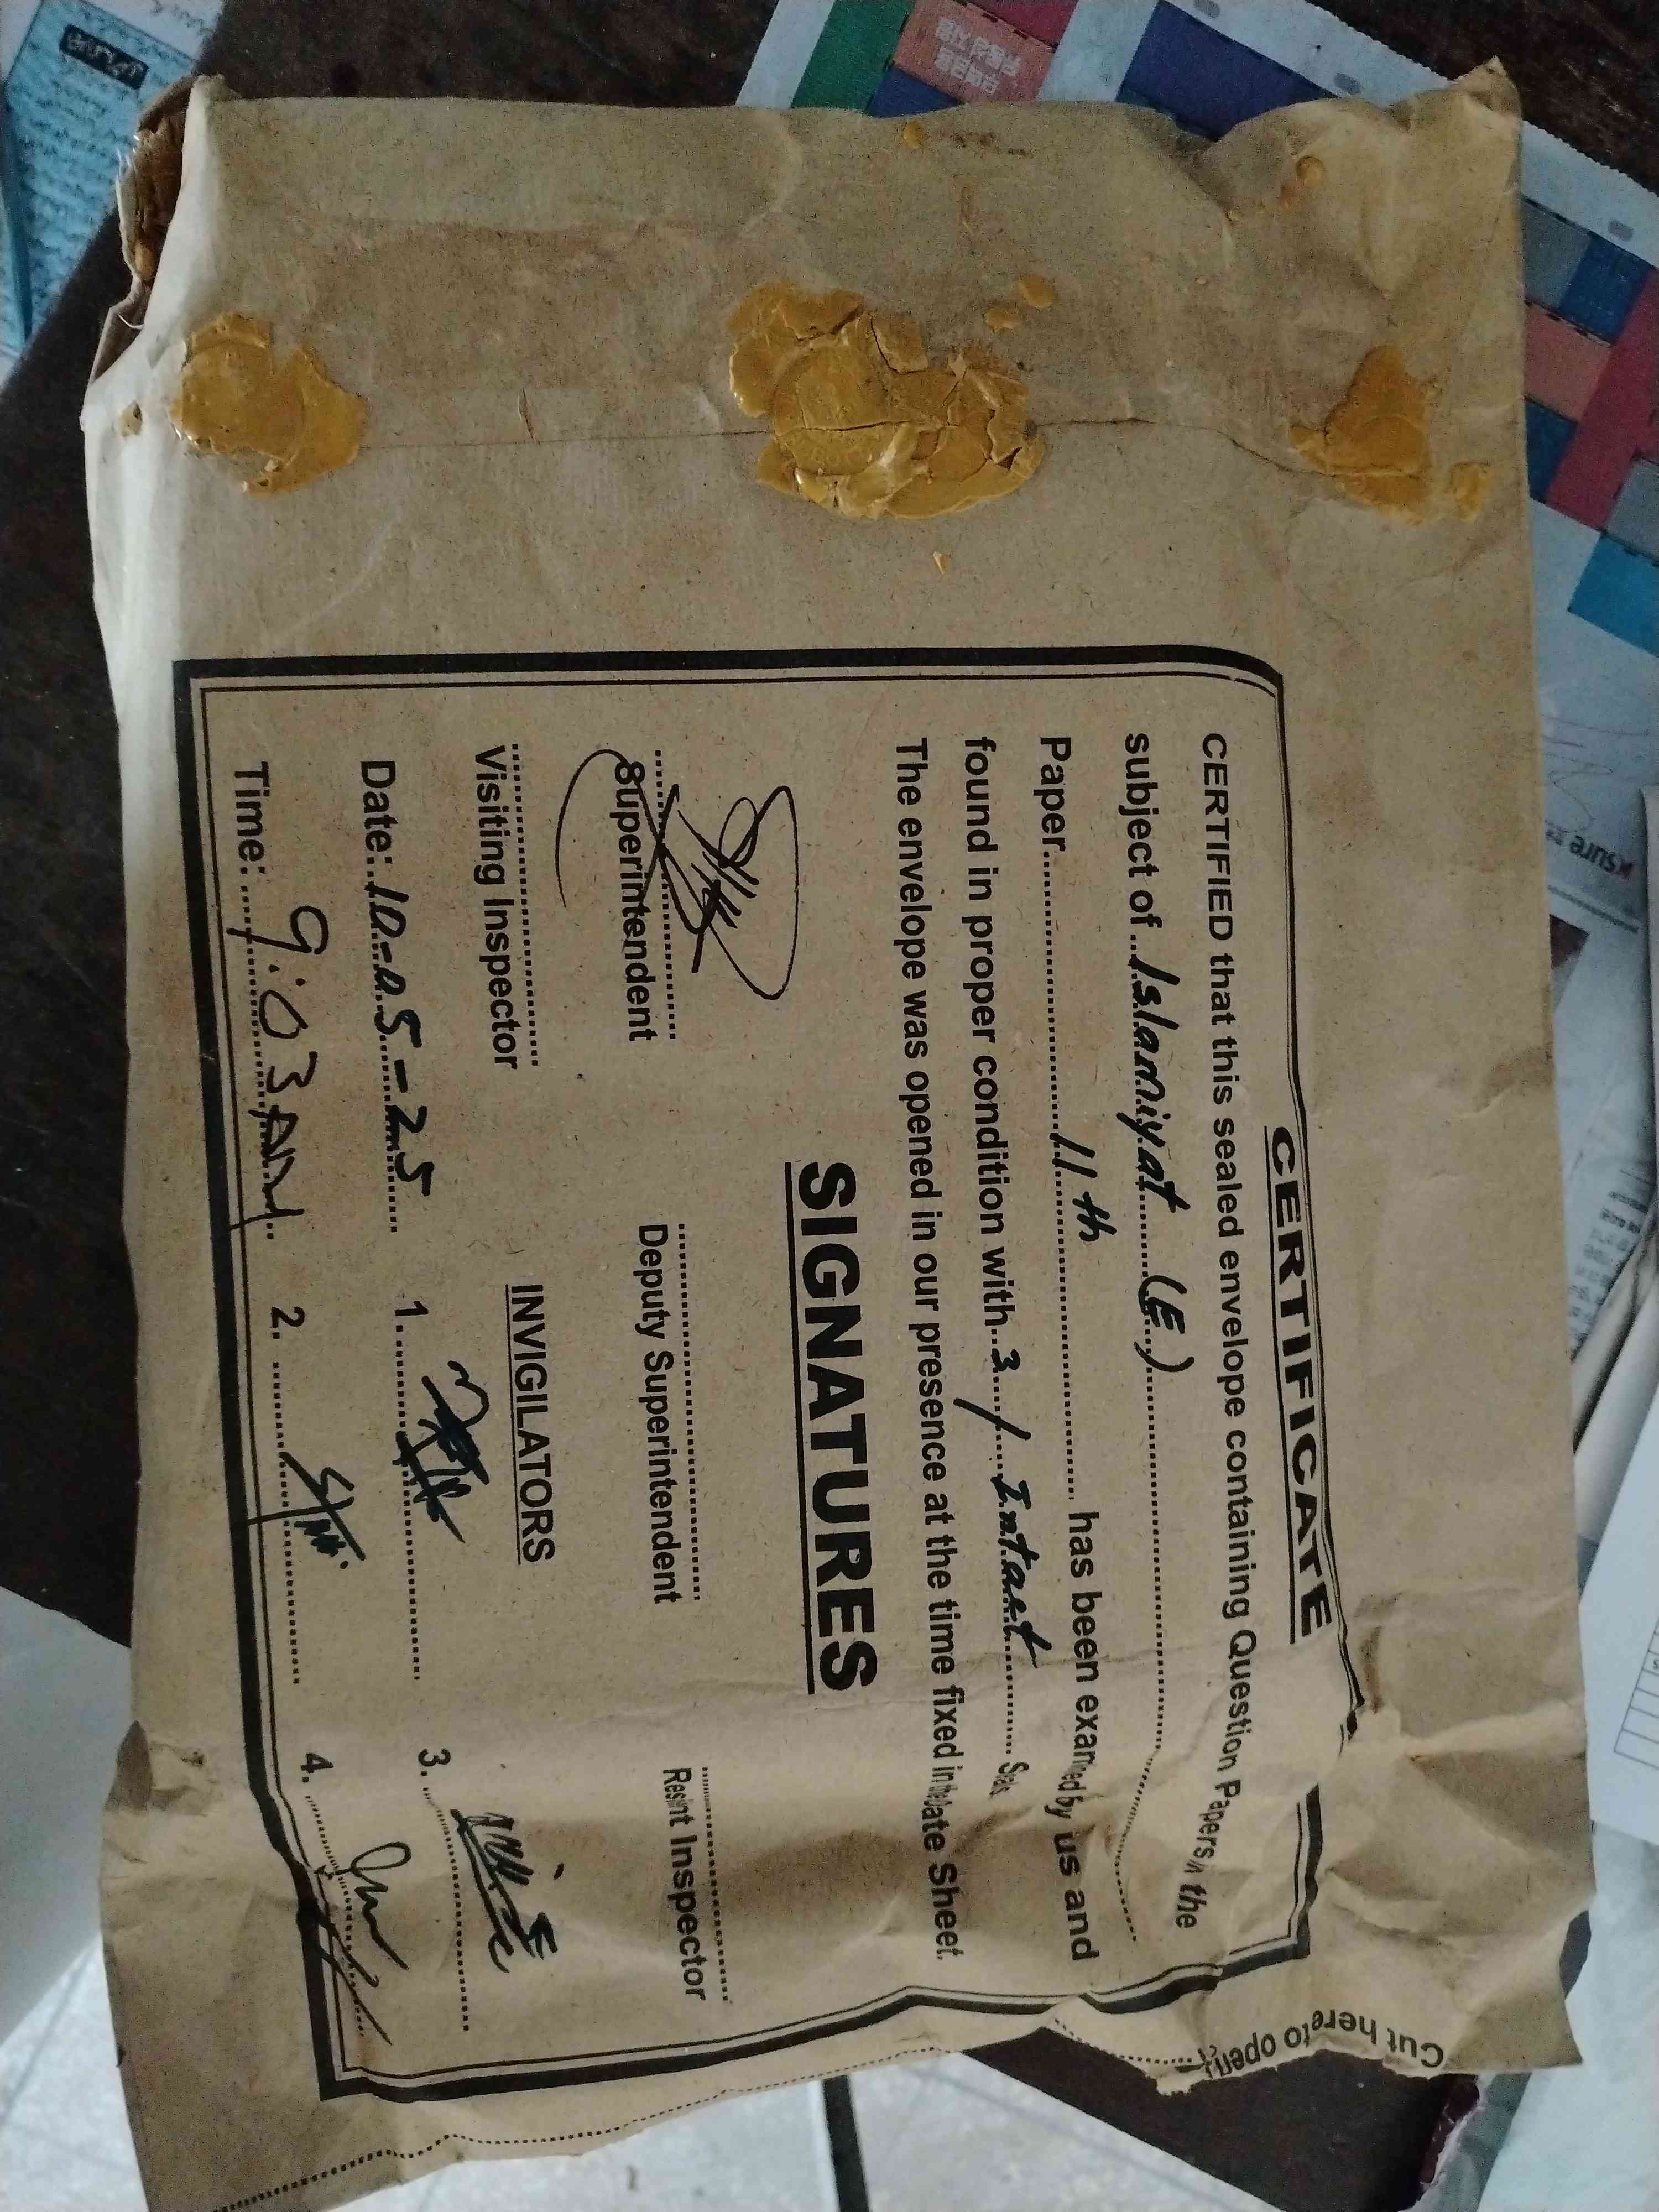 CERTIFICATE
CERTIFIED that this sealed envelope containing Question Papers in the
subject of Islamiyat (E)
Paper 11th has been examined by us and
found in proper condition with 3 / Intact Seals
The envelope was opened in our presence at the time fixed in the Date Sheet.
SIGNATURES
Superintendent
Deputy Superintendent
Resident Inspector
Visiting Inspector
INVIGILATORS
Date: 10-05-25
1.
3.
Time: 9:03 AM
2.
4.
Cut here to open
sure